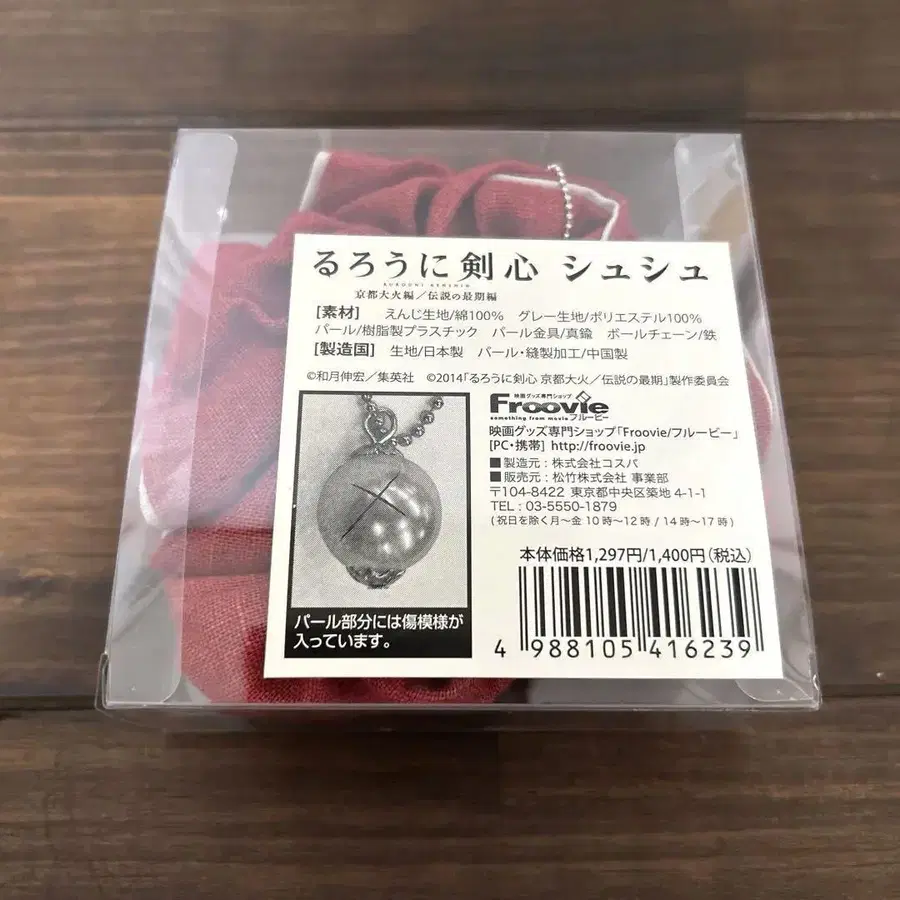 るろうに剣心 シュシュ
RUROUNI KENSHIN
京都大火編/伝説の最期編
[素材] えんじ生地/綿100% グレー生地/ポリエステル100%
パール/樹脂製プラスチック パール金具/真鍮 ボールチェーン/鉄
[製造国] 生地/日本製 パール・縫製加工/中国製
©和月伸宏/集英社 ©2014「るろうに剣心 京都大火/伝説の最期」製作委員会
映画グッズ専門ショップ
Froovie
something from movie フルービー
映画グッズ専門ショップ「Froovie/フルービー」
[PC・携帯] http://froovie.jp
■製造元:株式会社コスパ
■販売元:松竹株式会社 事業部
〒104-8422 東京都中央区築地 4-1-1
TEL:03-5550-1879
(祝日を除く月~金 10時~12時 / 14時~17時)
本体価格1,297円/1,400円(税込)
パール部分には傷模様が
入っています。
4 988105 416239